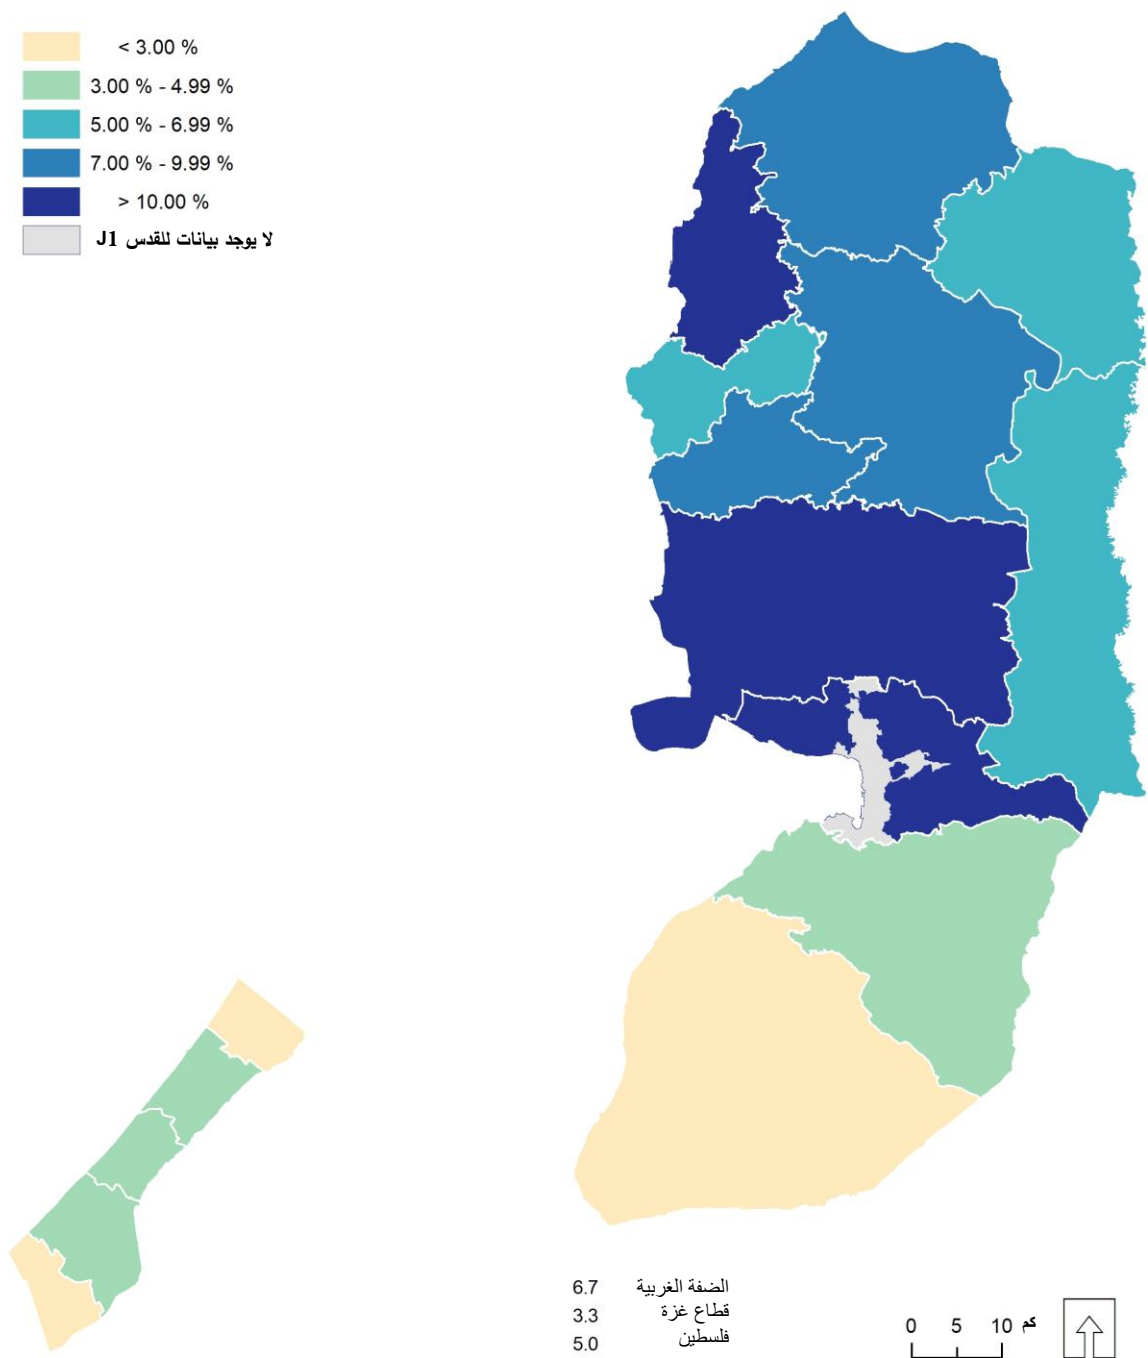 < 3.00 %
3.00 % - 4.99 %
5.00 % - 6.99 %
7.00 % - 9.99 %
> 10.00 %
لا يوجد بيانات للقدس J1
الضفة الغربية 6.7
قطاع غزة 3.3
فلسطين 5.0
0 5 10 كم